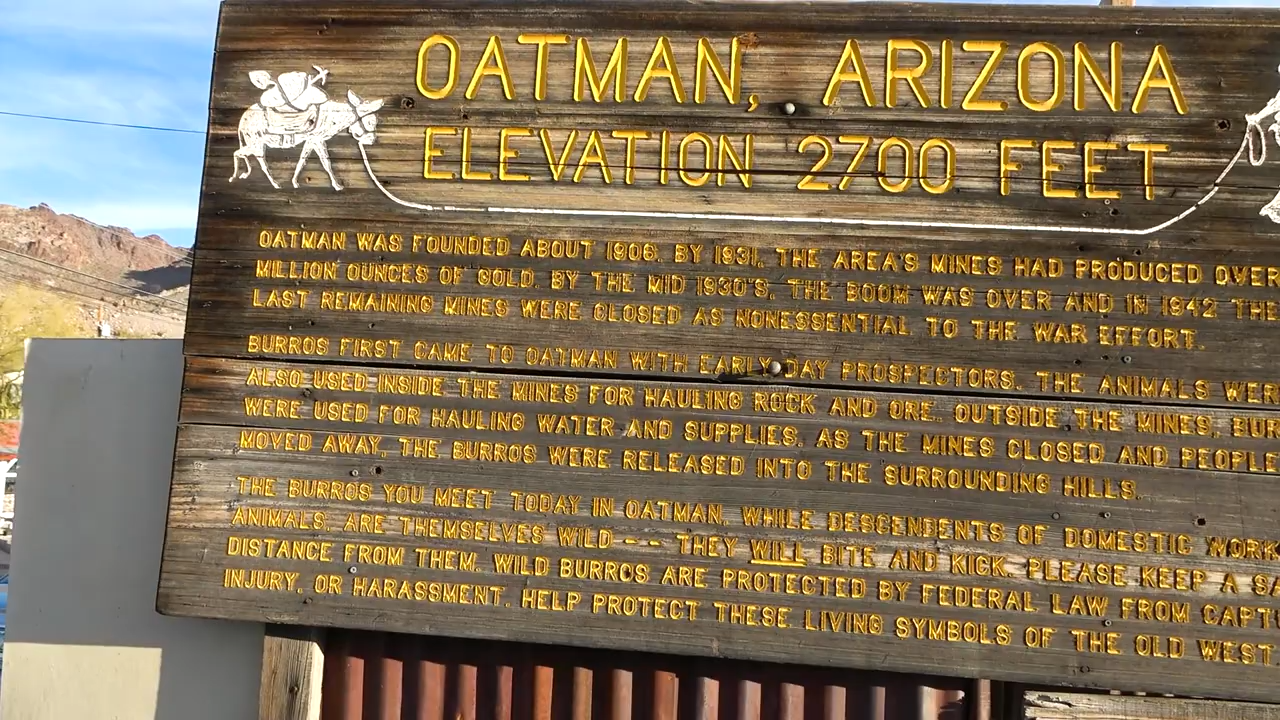 OATMAN, ARIZONA
ELEVATION 2700 FEET
OATMAN WAS FOUNDED ABOUT 1906. BY 1931, THE AREA'S MINES HAD PRODUCED OVER
MILLION OUNCES OF GOLD. BY THE MID 1930'S, THE BOOM WAS OVER AND IN 1942 THE
LAST REMAINING MINES WERE CLOSED AS NONESSENTIAL TO THE WAR EFFORT.
BURROS FIRST CAME TO OATMAN WITH EARLY DAY PROSPECTORS. THE ANIMALS WER
ALSO USED INSIDE THE MINES FOR HAULING ROCK AND ORE. OUTSIDE THE MINES, BUR
WERE USED FOR HAULING WATER AND SUPPLIES. AS THE MINES CLOSED AND PEOPLE
MOVED AWAY, THE BURROS WERE RELEASED INTO THE SURROUNDING HILLS.
THE BURROS YOU MEET TODAY IN OATMAN, WHILE DESCENDENTS OF DOMESTIC WORK
ANIMALS, ARE THEMSELVES WILD -- THEY WILL BITE AND KICK. PLEASE KEEP A SA
DISTANCE FROM THEM. WILD BURROS ARE PROTECTED BY FEDERAL LAW FROM CAPTU
INJURY, OR HARASSMENT. HELP PROTECT THESE LIVING SYMBOLS OF THE OLD WEST